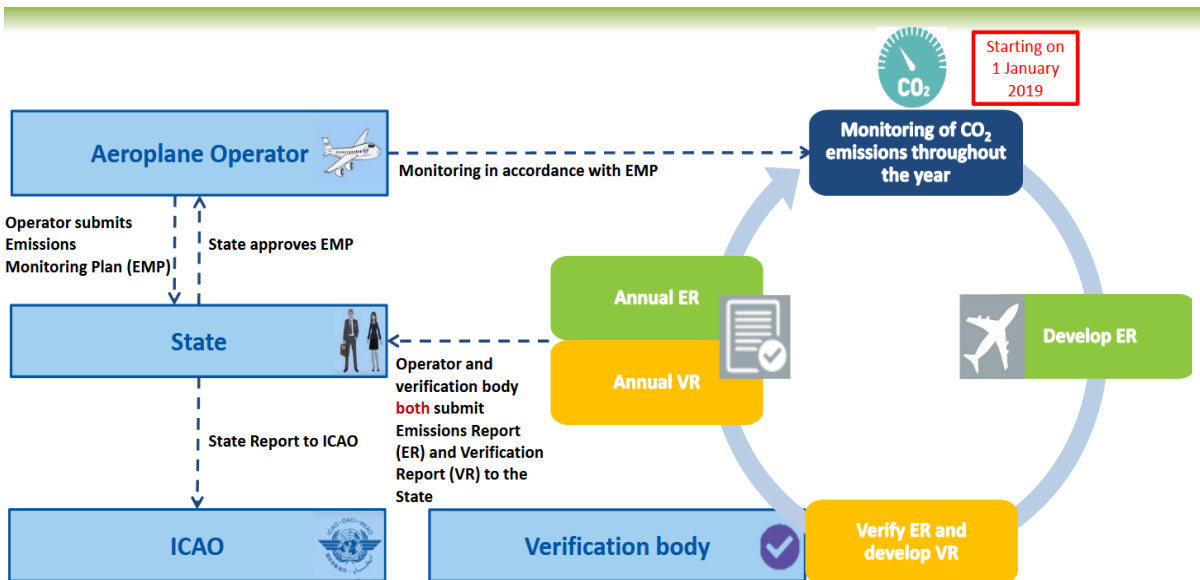 Starting on
1 January
2019
CO₂
Aeroplane Operator
Monitoring of CO₂
emissions throughout
the year
Monitoring in accordance with EMP
Operator submits
Emissions
Monitoring Plan (EMP)
State approves EMP
Annual ER
Develop ER
State
Annual VR
Operator and
verification body
both submit
Emissions Report
(ER) and Verification
Report (VR) to the
State
State Report to ICAO
ICAO
Verification body
Verify ER and
develop VR